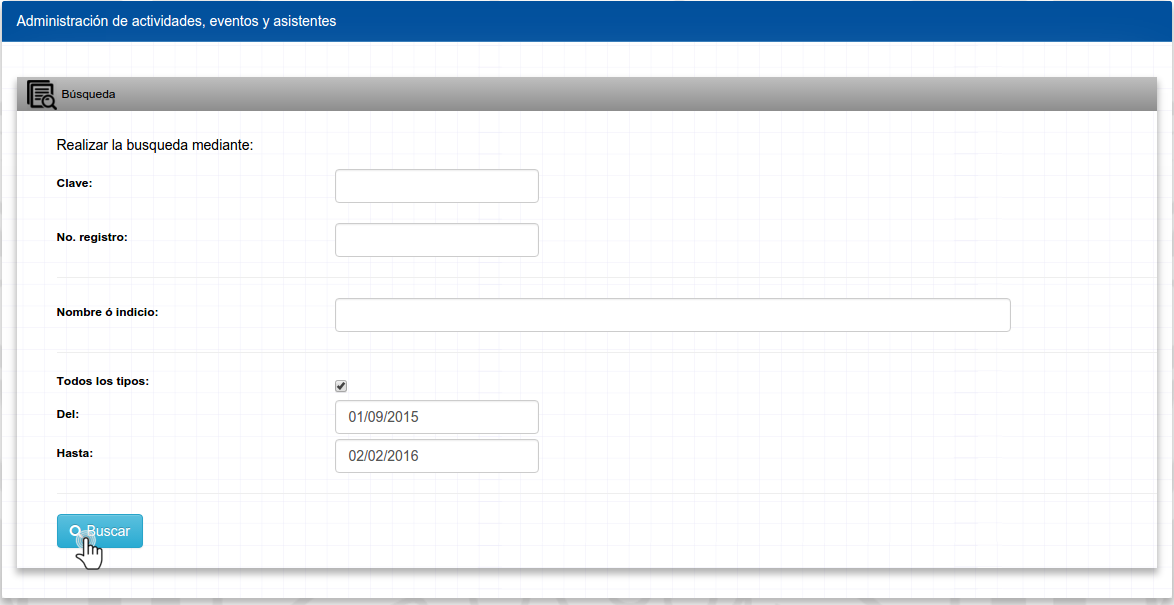 Administración de actividades, eventos y asistentes
Búsqueda
Realizar la busqueda mediante:
Clave:
No. registro:
Nombre ó indicio:
Todos los tipos:
Del:
01/09/2015
Hasta:
02/02/2016
Buscar